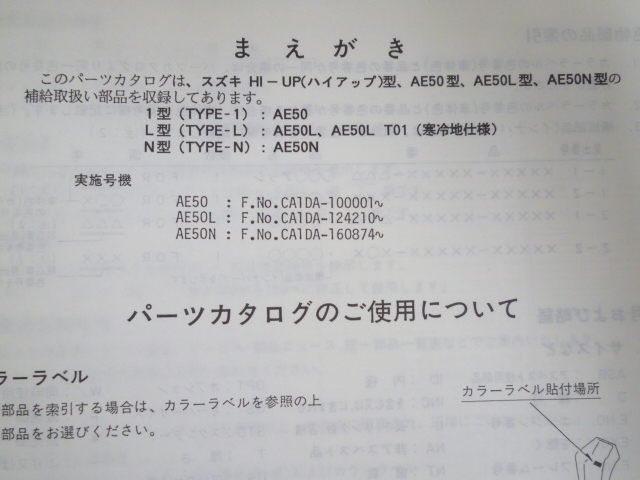 まえがき
このパーツカタログは、スズキ HI－UP(ハイアップ)型、AE50型、AE50L型、AE50N型の
補給取扱い部品を収録してあります。
1型（TYPE-1）：AE50
L型（TYPE-L）：AE50L、AE50L T01（寒冷地仕様）
N型（TYPE-N）：AE50N
実施号機
AE50 : F.No.CA1DA-100001~
AE50L : F.No.CA1DA-124210~
AE50N : F.No.CA1DA-160874~
パーツカタログのご使用について
ラーラベル
部品を索引する場合は、カラーラベルを参照の上
部品をお選びください。
カラーラベル貼付場所